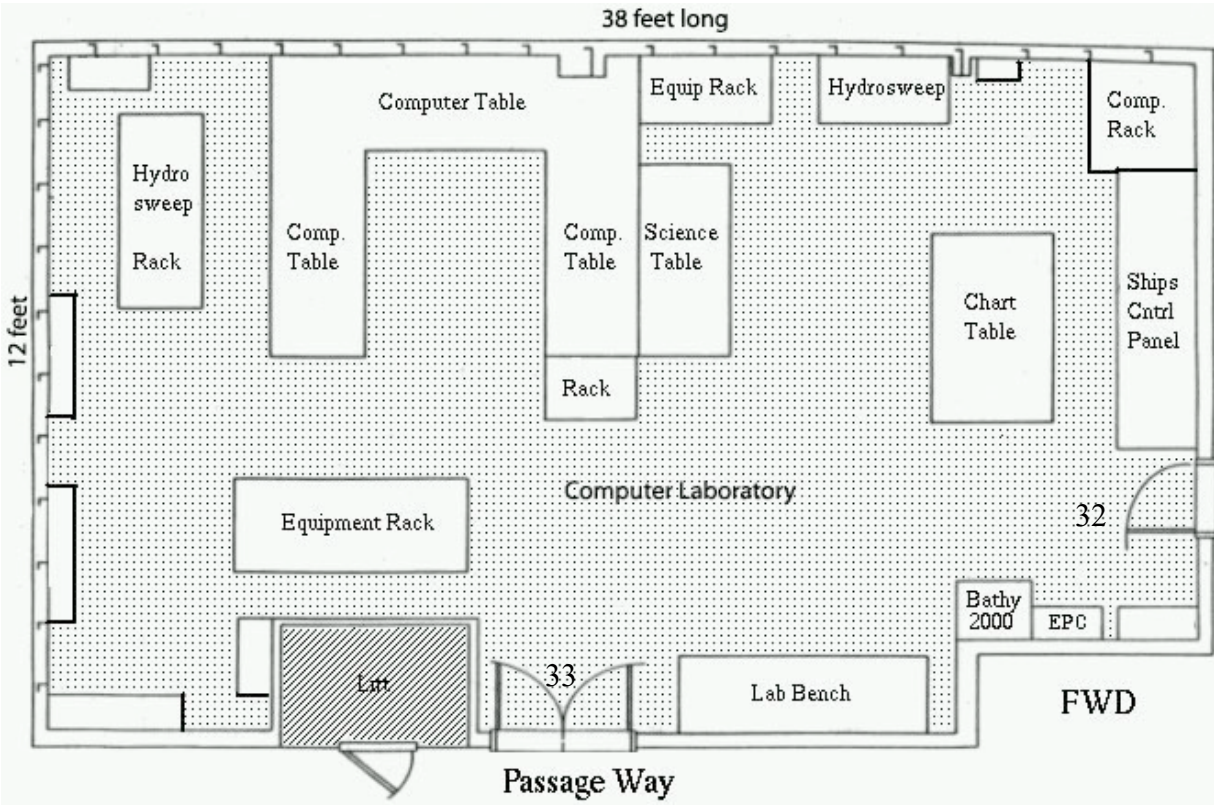 38 feet long
Computer Table
Equip Rack
Hydrosweep
Comp.
Rack
Hydro
sweep
Rack
Comp.
Table
Comp.
Table
Science
Table
Chart
Table
Ships
Cntrl
Panel
12 feet
Rack
Computer Laboratory
Equipment Rack
32
Bathy
2000
EPC
Lift
33
Lab Bench
FWD
Passage Way